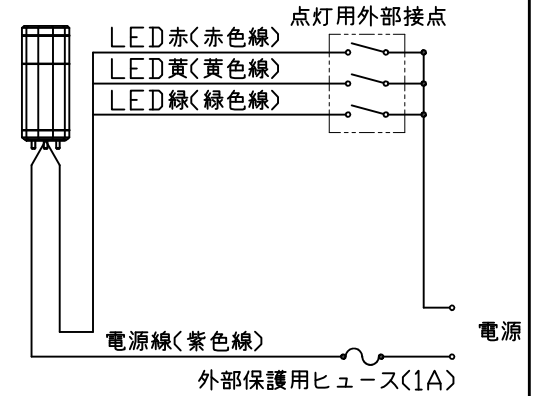 点灯用外部接点
LED赤(赤色線)
LED黄(黄色線)
LED緑(緑色線)
電源
電源線(紫色線)
外部保護用ヒューズ(1A)